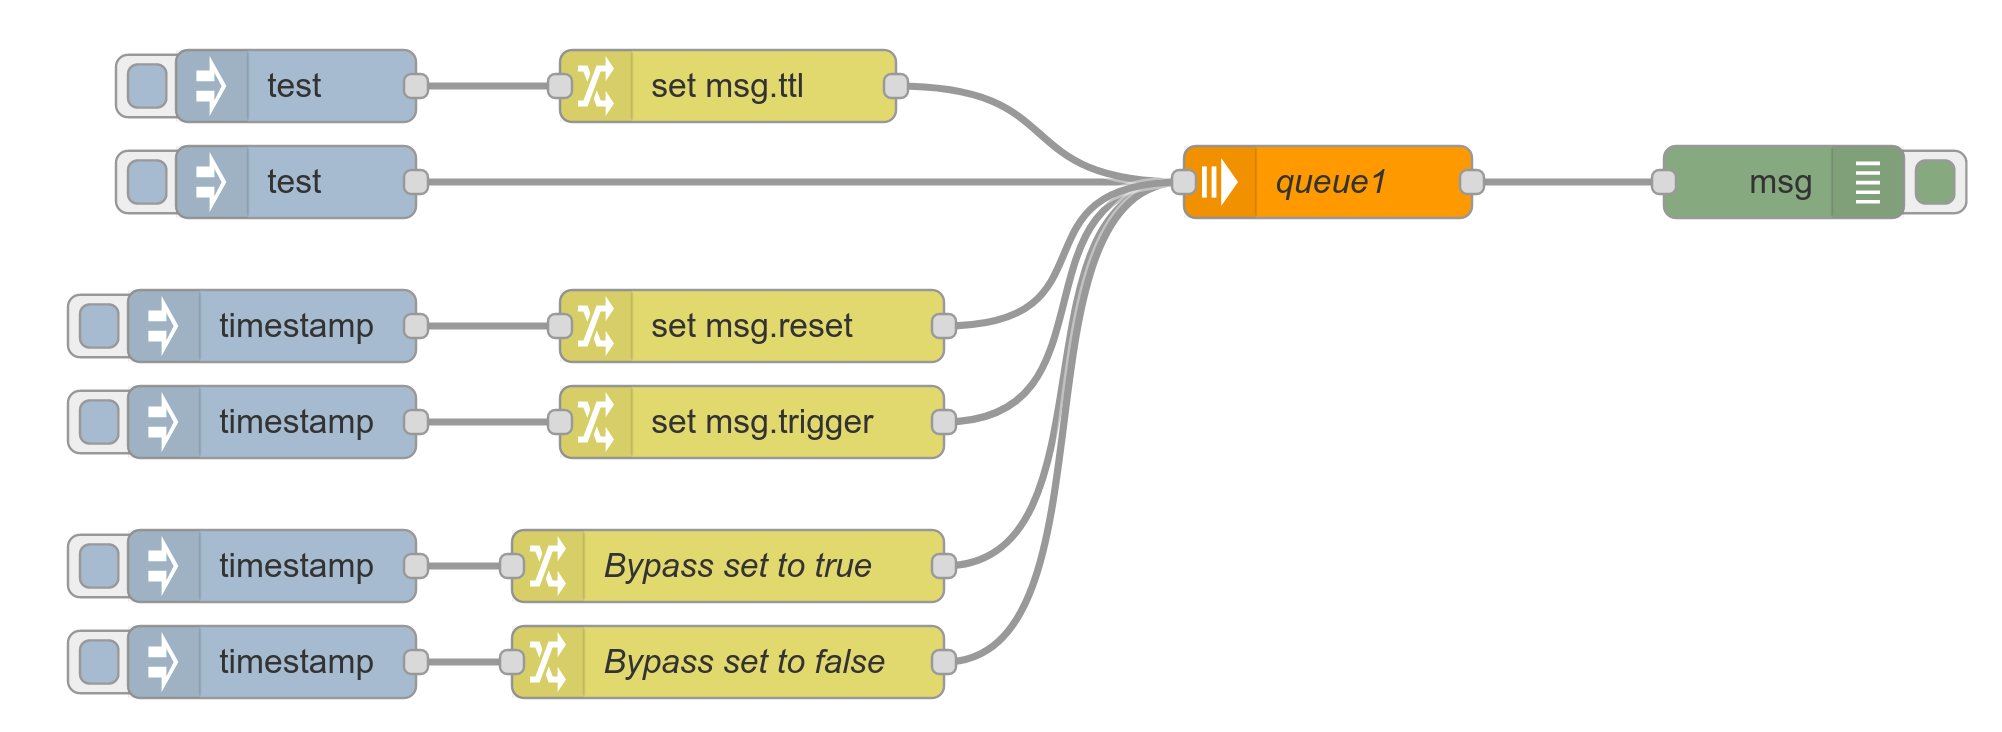 test
set msg.ttl
test
queue1
msg
timestamp
set msg.reset
timestamp
set msg.trigger
timestamp
Bypass set to true
timestamp
Bypass set to false